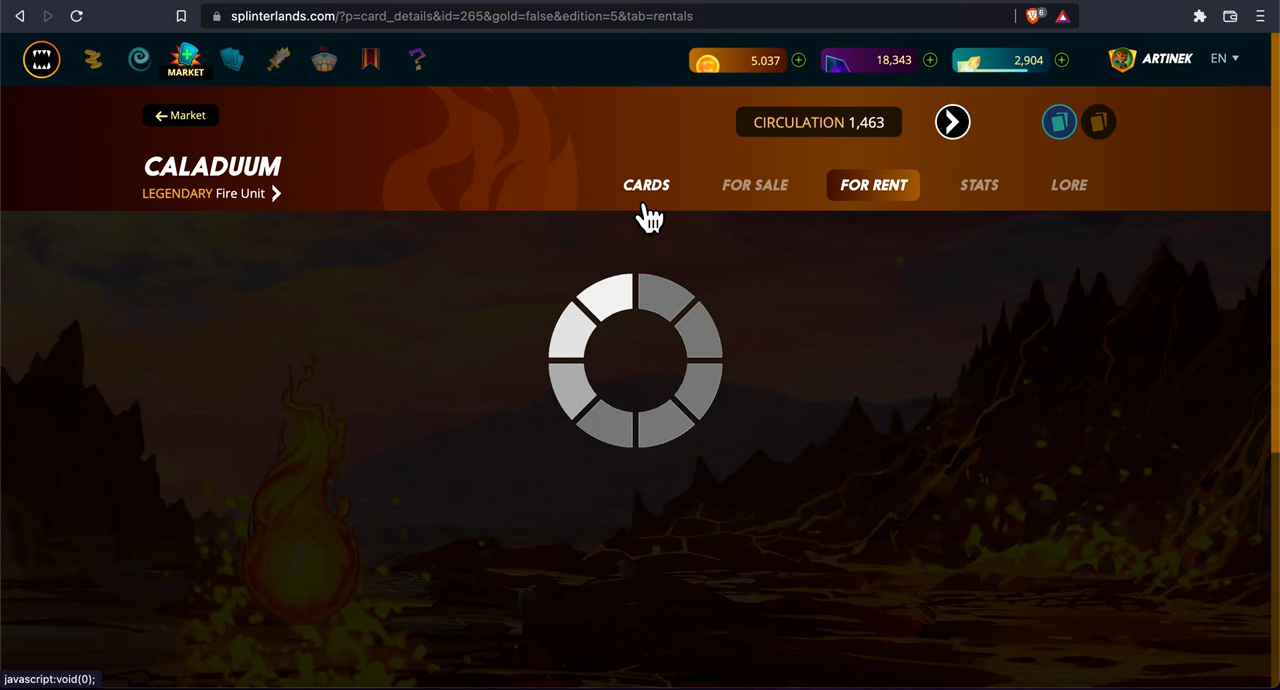 splinterlands.com/?p=card_details&id=265&gold=false&edition=5&tab=rentals
6
MARKET
5.037
18,343
2,904
ARTINEK
EN
Market
CIRCULATION 1,463
CALADUUM
LEGENDARY Fire Unit
CARDS
FOR SALE
FOR RENT
STATS
LORE
javascript:void(0);